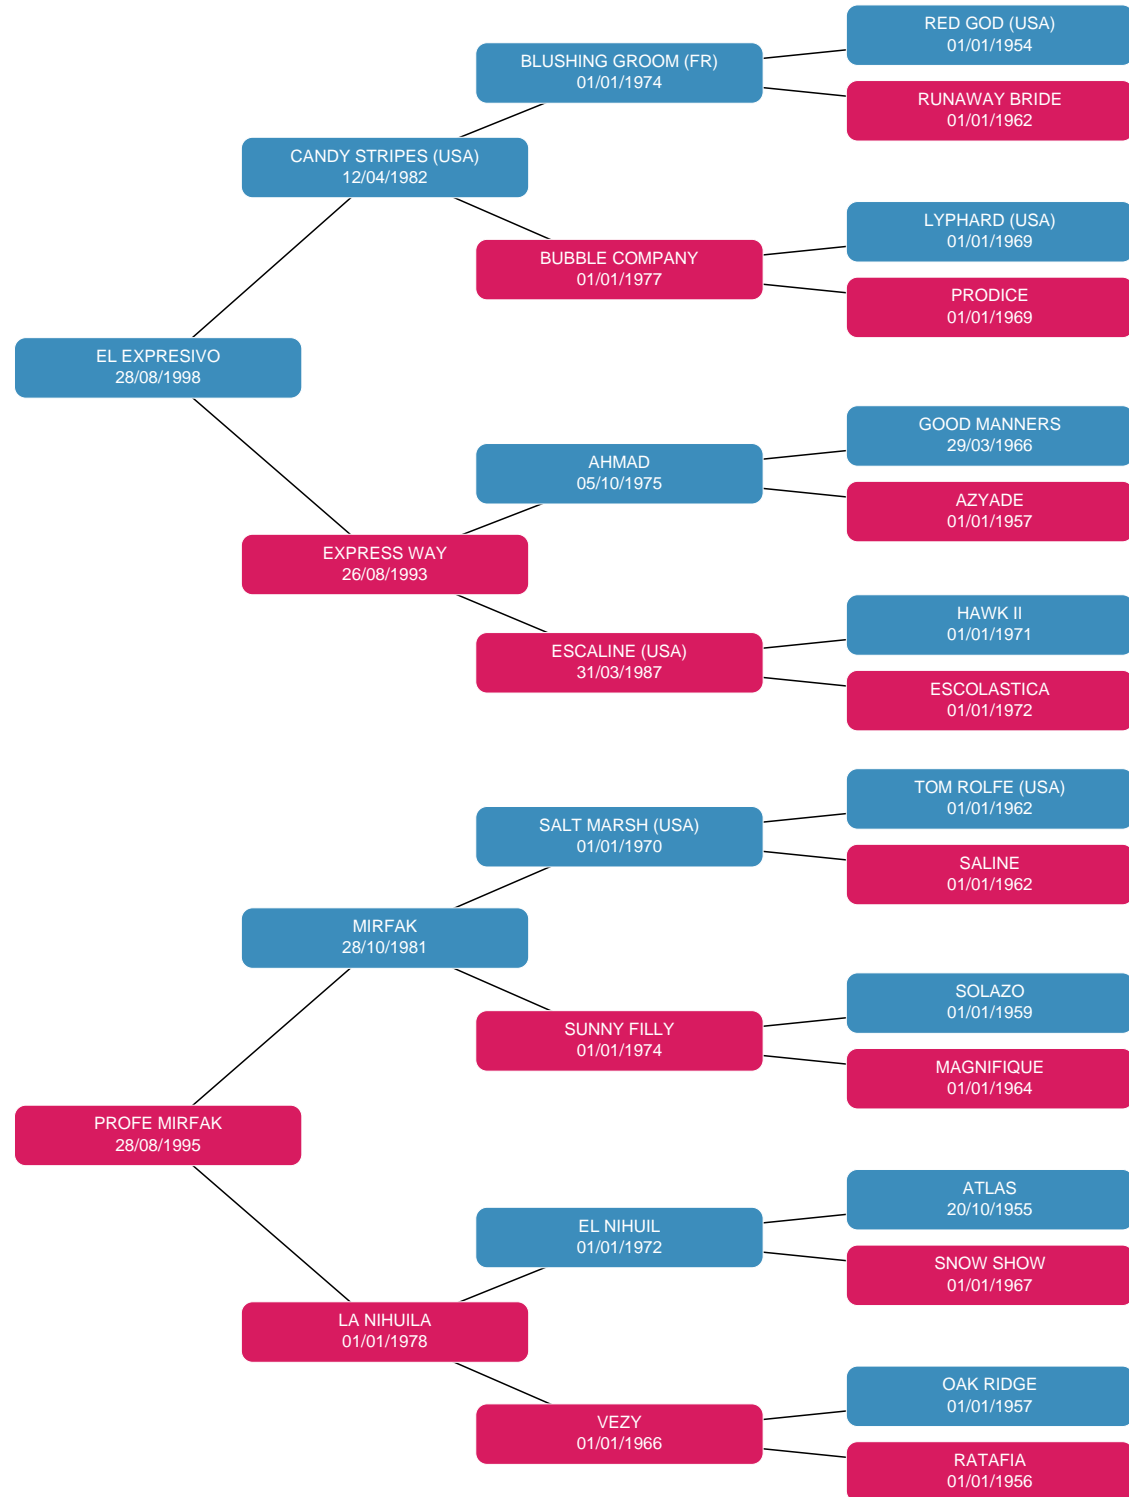 RED GOD (USA)
01/01/1954
BLUSHING GROOM (FR)
01/01/1974
RUNAWAY BRIDE
01/01/1962
CANDY STRIPES (USA)
12/04/1982
LYPHARD (USA)
01/01/1969
BUBBLE COMPANY
01/01/1977
PRODICE
01/01/1969
EL EXPRESIVO
28/08/1998
GOOD MANNERS
29/03/1966
AHMAD
05/10/1975
AZYADE
01/01/1957
EXPRESS WAY
26/08/1993
HAWK II
01/01/1971
ESCALINE (USA)
31/03/1987
ESCOLASTICA
01/01/1972
TOM ROLFE (USA)
01/01/1962
SALT MARSH (USA)
01/01/1970
SALINE
01/01/1962
MIRFAK
28/10/1981
SOLAZO
01/01/1959
SUNNY FILLY
01/01/1974
MAGNIFIQUE
01/01/1964
PROFE MIRFAK
28/08/1995
ATLAS
20/10/1955
EL NIHUIL
01/01/1972
SNOW SHOW
01/01/1967
LA NIHUILA
01/01/1978
OAK RIDGE
01/01/1957
VEZY
01/01/1966
RATAFIA
01/01/1956